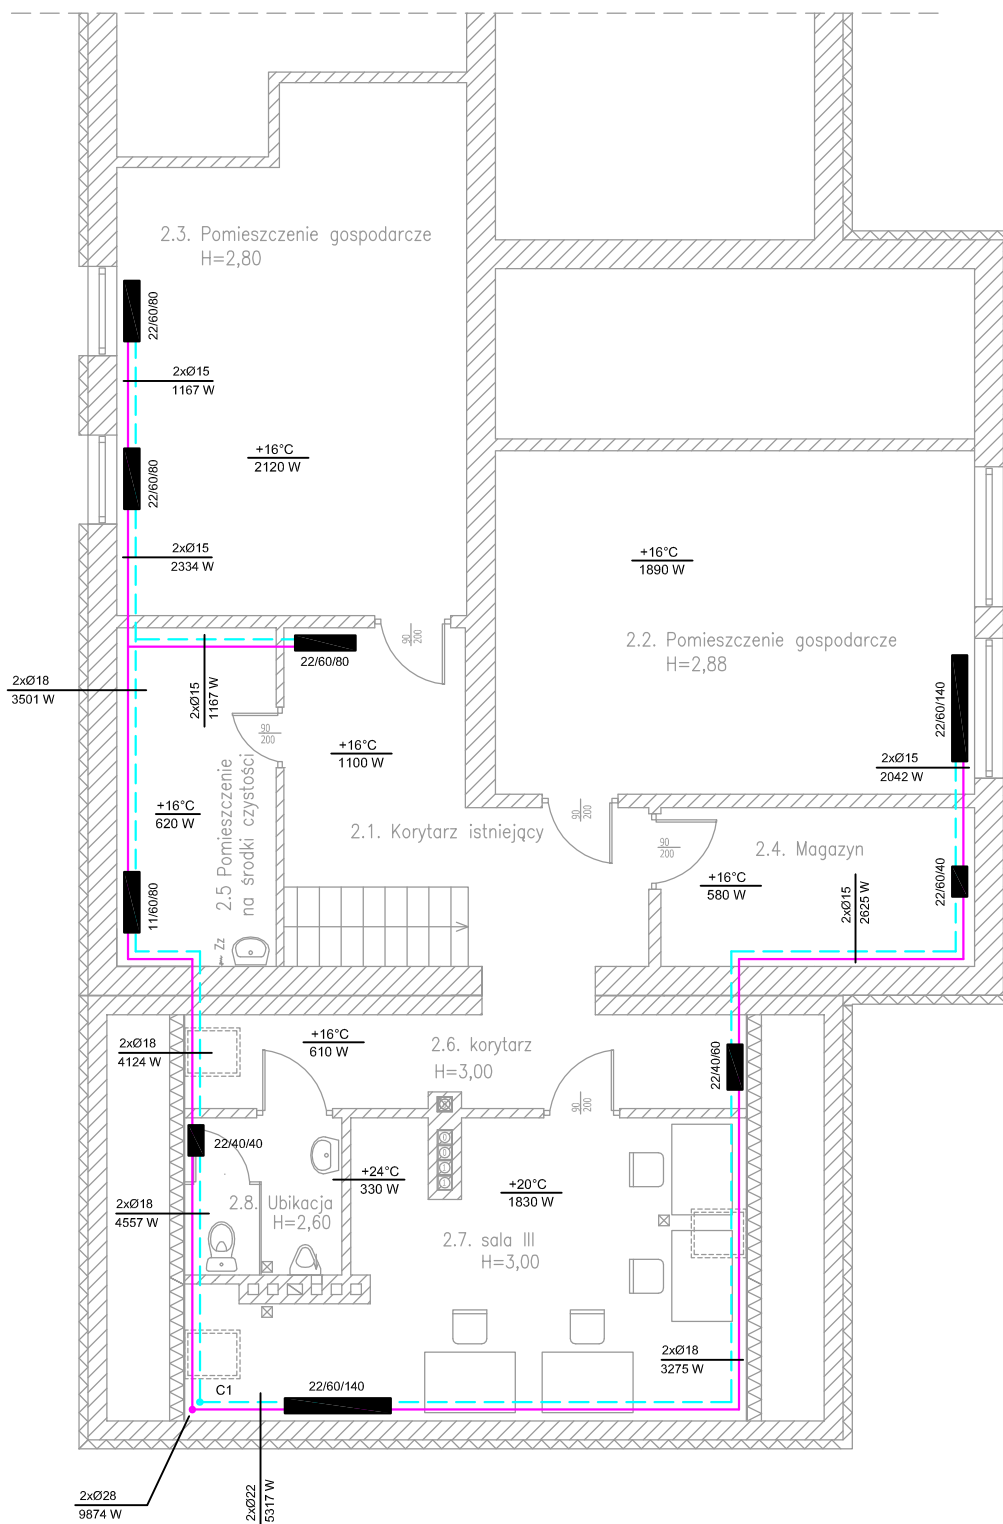 2.3. Pomieszczenie gospodarcze
H=2,80
22/60/80
2xØ15
1167 W
+16°C
2120 W
22/60/80
2xØ15
2334 W
+16°C
1890 W
90
200
2.2. Pomieszczenie gospodarcze
H=2,88
22/60/80
2xØ18
3501 W
2xØ15
1167 W
22/60/140
90
200
+16°C
1100 W
2xØ15
2042 W
2.5 Pomieszczenie
na środki czystości
+16°C
620 W
90
200
2.1. Korytarz istniejący
90
200
2.4. Magazyn
11/60/80
+16°C
580 W
2xØ15
2625 W
22/60/40
Zz
+16°C
610 W
2.6. korytarz
H=3,00
2xØ18
4124 W
22/40/60
90
200
22/40/40
+24°C
330 W
+20°C
1830 W
2.8. Ubikacja
H=2,60
2xØ18
4557 W
2.7. sala III
H=3,00
2xØ18
3275 W
C1
22/60/140
2xØ28
9874 W
2xØ22
5317 W